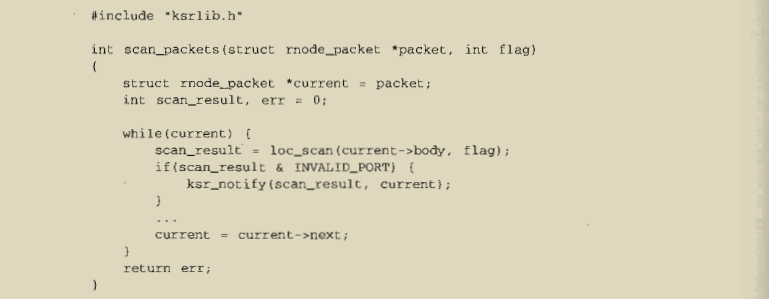 #include "ksrlib.h"
int scan_packets(struct rnode_packet *packet, int flag)
{
struct rnode_packet *current = packet;
int scan_result, err = 0;
while(current) {
scan_result = loc_scan(current->body, flag);
if(scan_result & INVALID_PORT) {
ksr_notify(scan_result, current);
}
...
current = current->next;
}
return err;
}